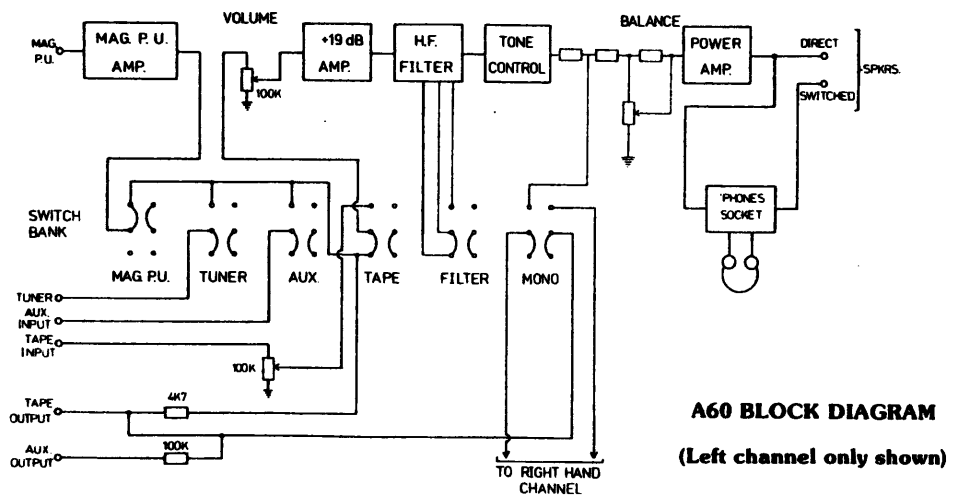 VOLUME
BALANCE
MAG.
P.U.
MAG. P. U.
AMP.
+19 dB
AMP.
H.F.
FILTER
TONE
CONTROL
POWER
AMP.
DIRECT
SPKRS.
SWITCHED
100K
SWITCH
BANK
'PHONES
SOCKET
MAG. P.U.
TUNER
AUX.
TAPE
FILTER
MONO
TUNER
AUX.
INPUT
TAPE
INPUT
100K
4K7
TAPE
OUTPUT
100K
AUX.
OUTPUT
TO RIGHT HAND
CHANNEL
A60 BLOCK DIAGRAM
(Left channel only shown)